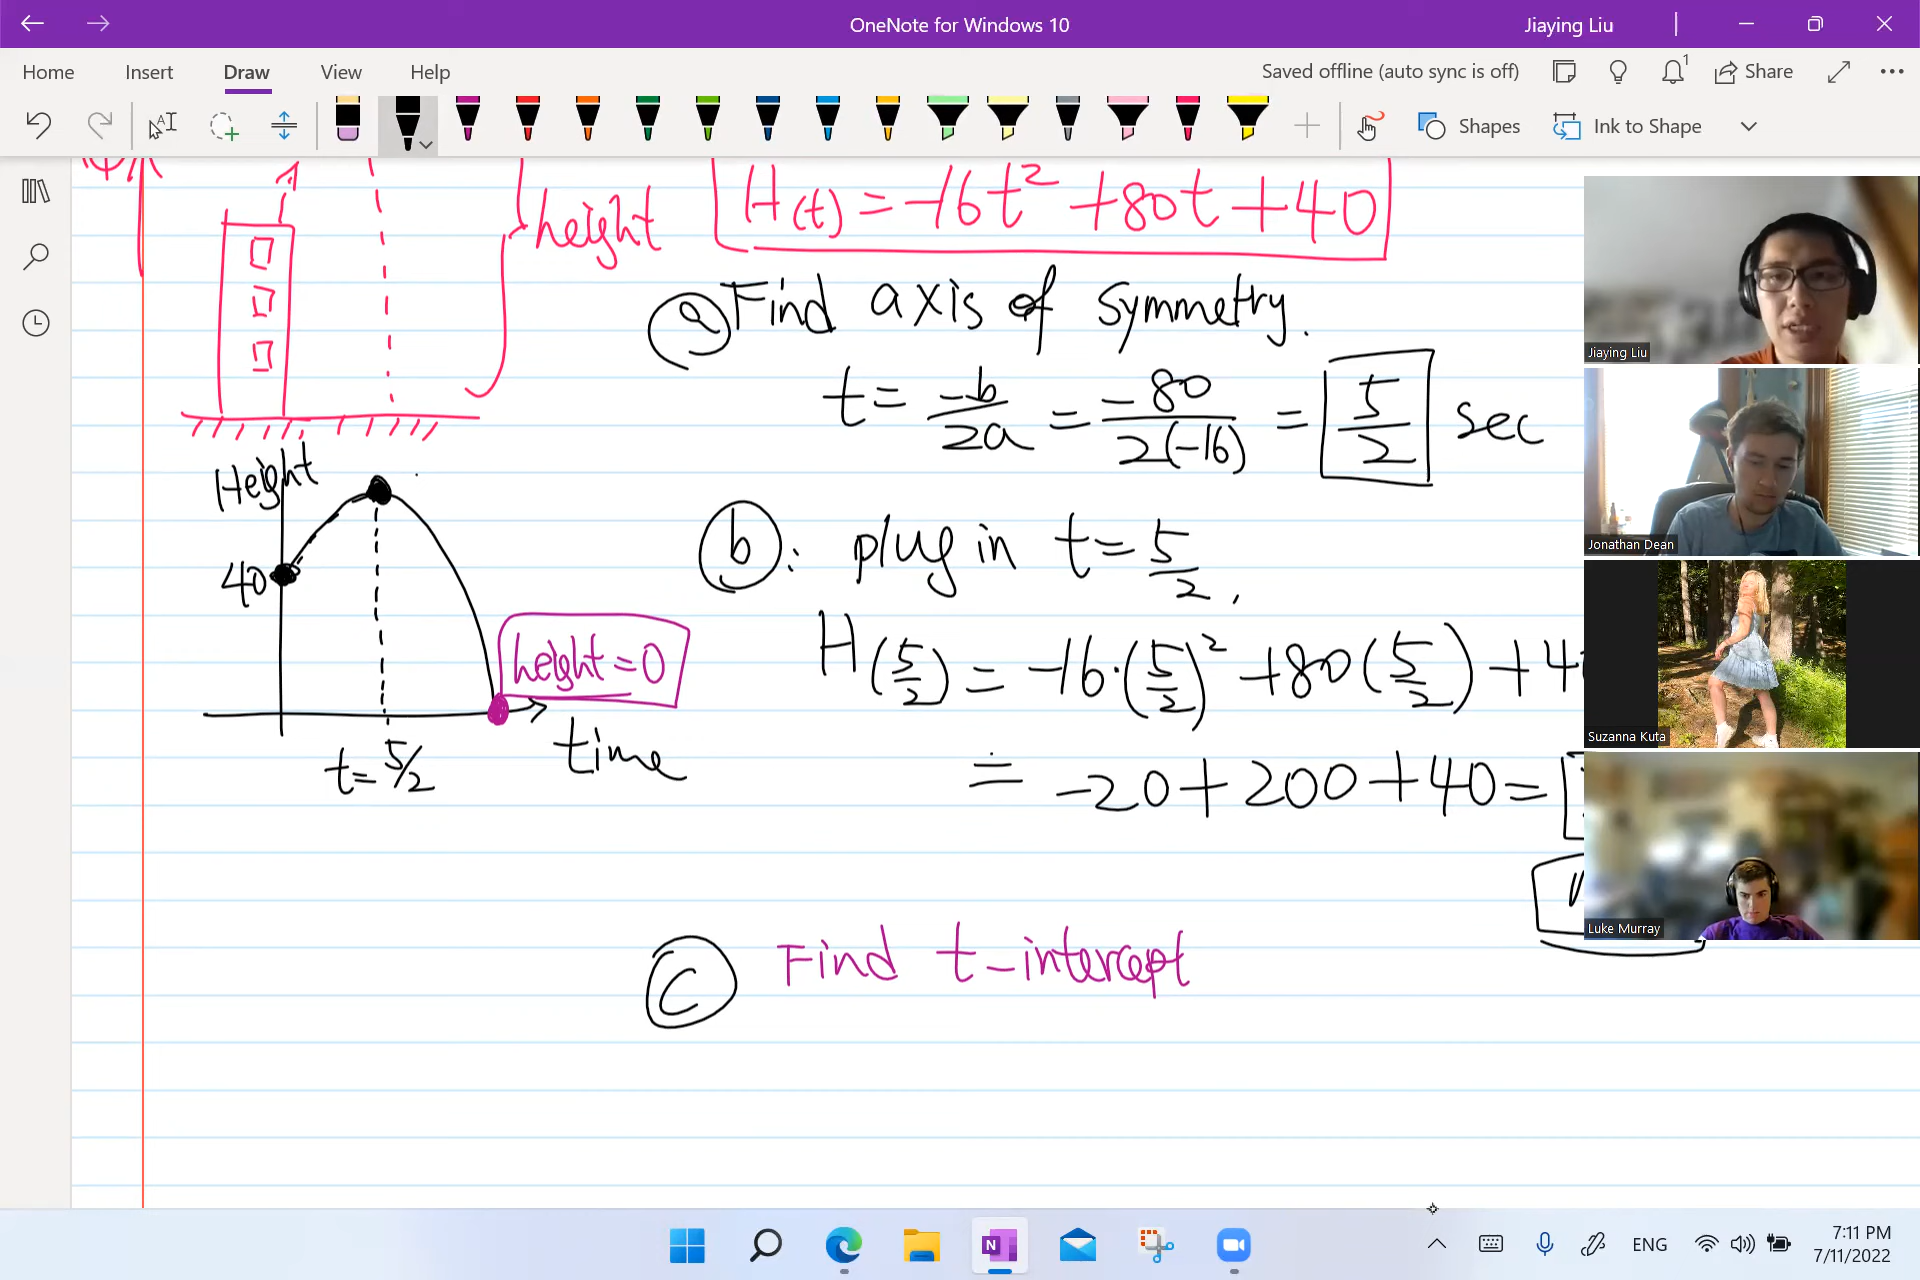 OneNote for Windows 10
Jiaying Liu
Home Insert Draw View Help
Saved offline (auto sync is off)
1
Share
Shapes
Ink to Shape
height
H(t) = -16t² +80t +40
a Find axis of symmetry.
t = -b/2a = -80/2(-16) = 5/2 sec
Height
40
height = 0
t = 5/2
time
b : plug in t = 5/2,
H(5/2) = -16·(5/2)² +80(5/2) +4
= -20 + 200 + 40 =
C Find t-intercept
Jiaying Liu
Jonathan Dean
Suzanna Kuta
Luke Murray
N
ENG
7:11 PM
7/11/2022